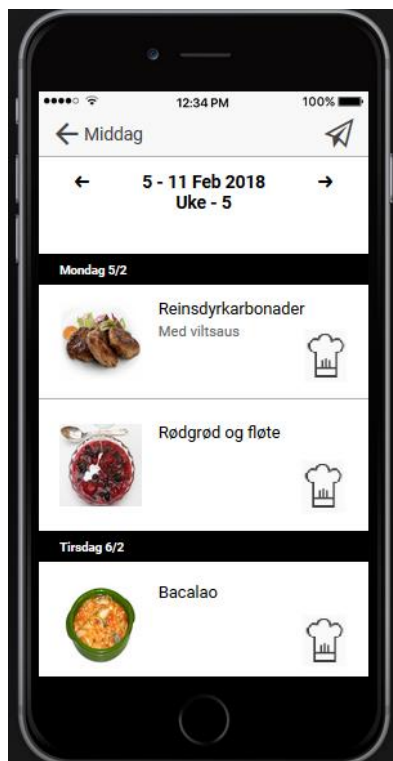 12:34 PM
100%
Middag
5 - 11 Feb 2018
Uke - 5
Mondag 5/2
Reinsdyrkarbonader
Med viltsaus
Rødgrød og fløte
Tirsdag 6/2
Bacalao